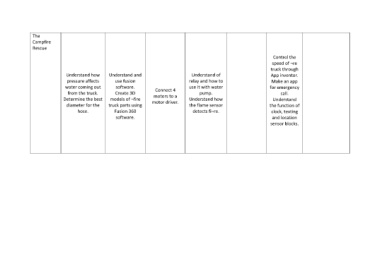 The
Campfire
Rescue
Understand how
pressure affects
water coming out
from the truck.
Determine the best
diameter for the
hose.
Understand and
use fusion
software.
Create 3D
models of -fire
truck parts using
Fusion 360
software.
Connect 4
motors to a
motor driver.
Understand of
relay and how to
use it with water
pump.
Understand how
the flame sensor
detects fi-re.
Control the
speed of -re
truck through
App inventor.
Make an app
for emergency
call.
Understand
the function of
clock, texting
and location
sensor blocks.